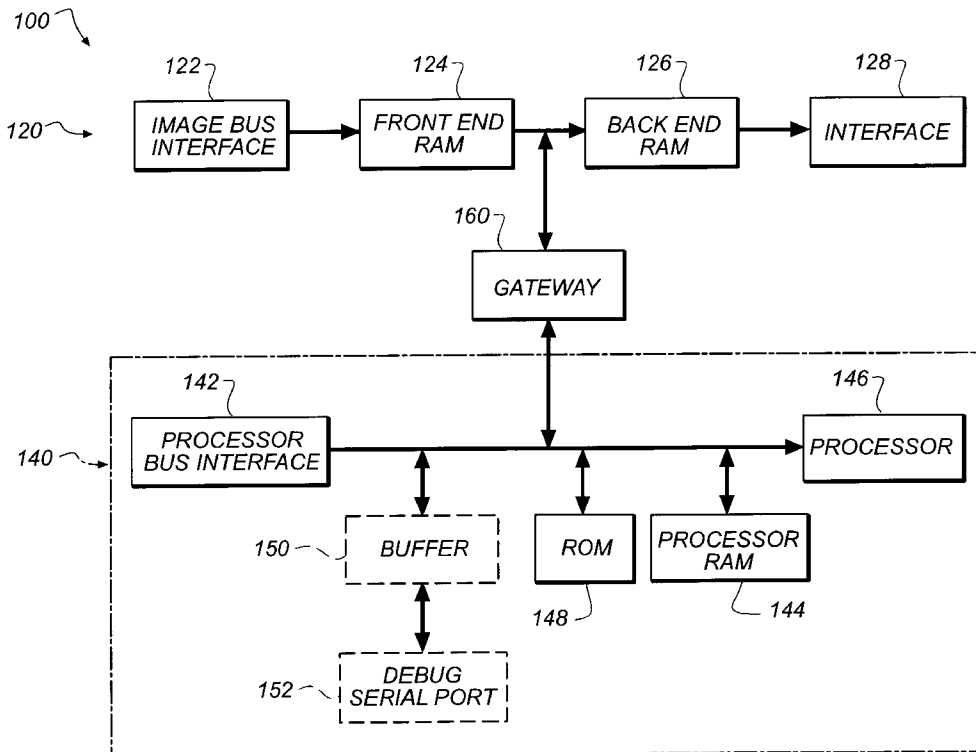 100
122
124
126
128
120
IMAGE BUS
INTERFACE
FRONT END
RAM
BACK END
RAM
INTERFACE
160
GATEWAY
142
146
140
PROCESSOR
BUS INTERFACE
PROCESSOR
150
BUFFER
ROM
PROCESSOR
RAM
148
144
152
DEBUG
SERIAL PORT